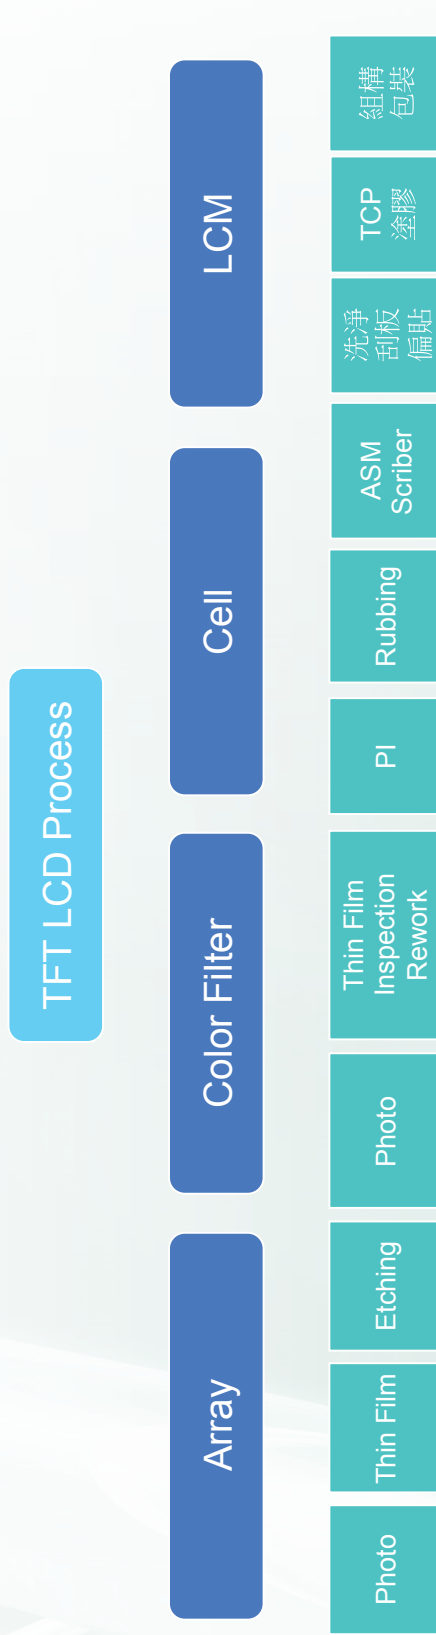 TFT LCD Process
Array
Color Filter
Cell
LCM
Photo
Thin Film
Etching
Photo
Thin Film
Inspection
Rework
PI
Rubbing
ASM
Scriber
洗淨
刮板
偏貼
TCP
塗膠
組構
包裝